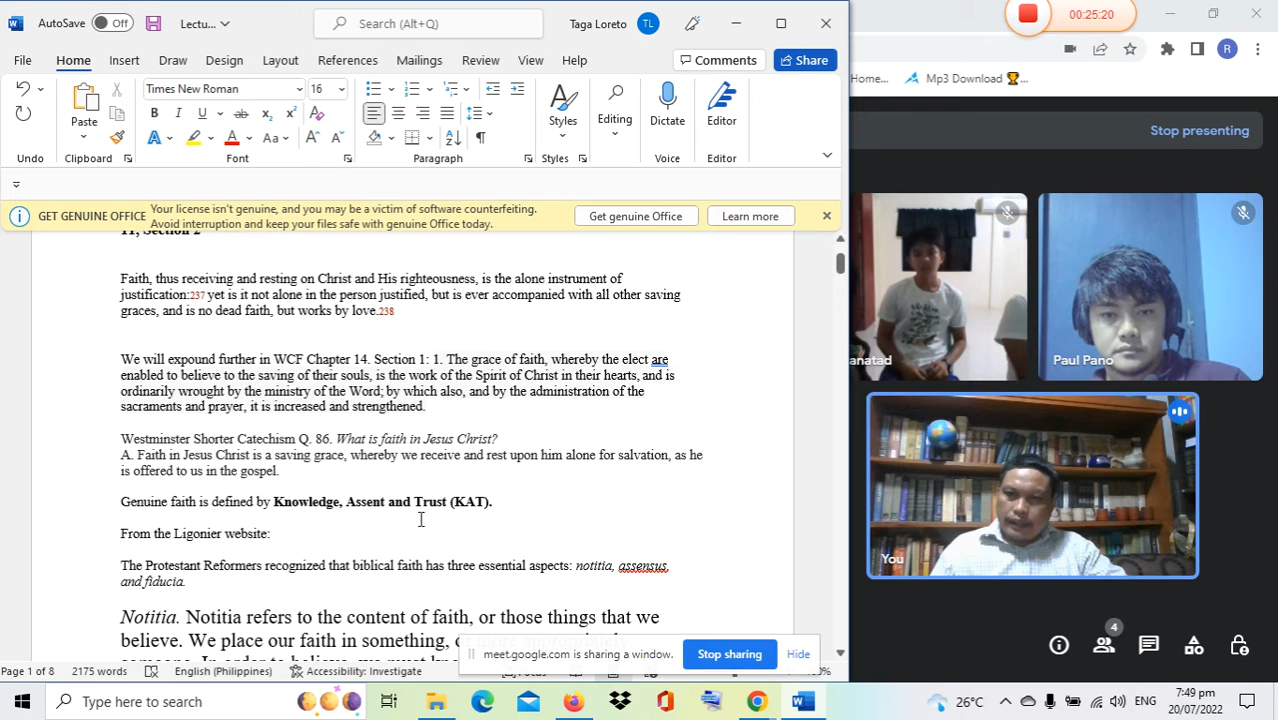 AutoSave Off Lectu... Search (Alt+Q) Taga Loreto TL 00:25:20
File Home Insert Draw Design Layout References Mailings Review View Help Comments Share
R
Home... Mp3 Download 🏆...
Times New Roman 16
Paste Styles Editing Dictate Editor
Undo Clipboard Font Paragraph Styles Voice Editor
Stop presenting
GET GENUINE OFFICE Your license isn't genuine, and you may be a victim of software counterfeiting.
Avoid interruption and keep your files safe with genuine Office today.
Get genuine Office Learn more
11, Section 2
Faith, thus receiving and resting on Christ and His righteousness, is the alone instrument of
justification:237 yet is it not alone in the person justified, but is ever accompanied with all other saving
graces, and is no dead faith, but works by love.238
We will expound further in WCF Chapter 14. Section 1: 1. The grace of faith, whereby the elect are
enabled to believe to the saving of their souls, is the work of the Spirit of Christ in their hearts, and is
ordinarily wrought by the ministry of the Word; by which also, and by the administration of the
sacraments and prayer, it is increased and strengthened.
Westminster Shorter Catechism Q. 86. What is faith in Jesus Christ?
A. Faith in Jesus Christ is a saving grace, whereby we receive and rest upon him alone for salvation, as he
is offered to us in the gospel.
Genuine faith is defined by Knowledge, Assent and Trust (KAT).
From the Ligonier website:
The Protestant Reformers recognized that biblical faith has three essential aspects: notitia, assensus,
and fiducia.
Notitia. Notitia refers to the content of faith, or those things that we
believe. We place our faith in something, or more appropriately
meet.google.com is sharing a window. Stop sharing Hide
Page 1 of 8 2175 words English (Philippines) Accessibility: Investigate Focus
anatad
Paul Pano
You
4
Type here to search
26°C ENG 7:49 pm
20/07/2022